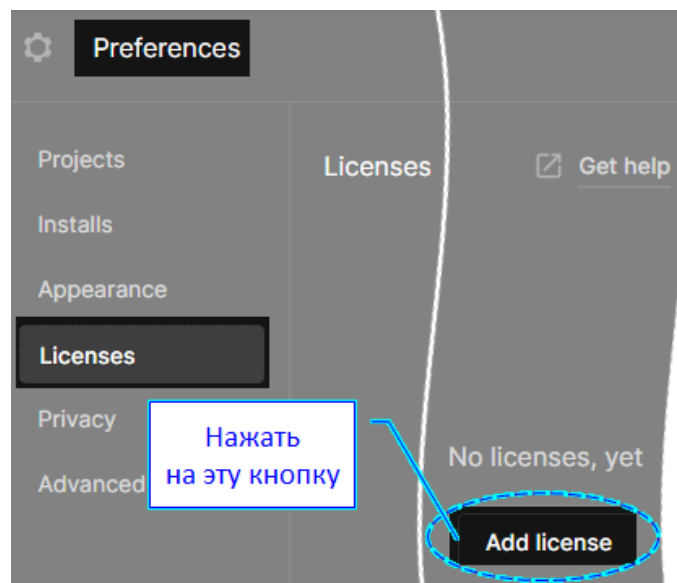 Preferences
Projects
Installs
Appearance
Licenses
Privacy
Advanced
Licenses
Get help
No licenses, yet
Add license
Нажать
на эту кнопку